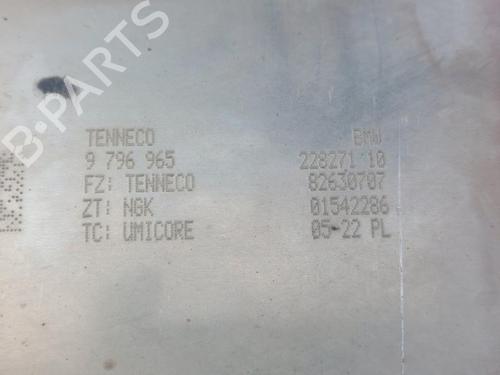 B-PARTS
TENNECO BMW
9 796 965 228271 10
FZ: TENNECO 82630707
ZT: NGK 01542286
TC: UMICORE 05-22 PL